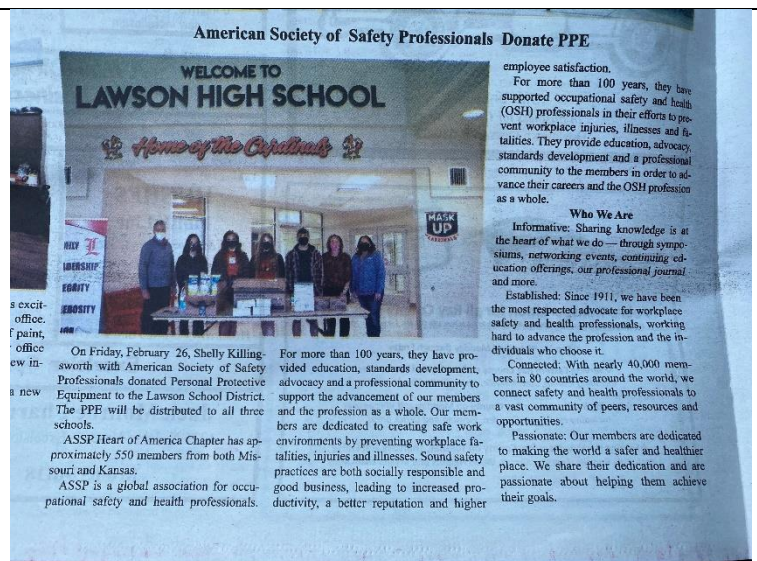 American Society of Safety Professionals Donate PPE
WELCOME TO
LAWSON HIGH SCHOOL
Home of the Cardinals
MASK
UP
CARDINALS
L
EGRITY
s excit-
office.
f paint,
office
ew in-
a new
On Friday, February 26, Shelly Killing-
sworth with American Society of Safety
Professionals donated Personal Protective
Equipment to the Lawson School District.
The PPE will be distributed to all three
schools.
ASSP Heart of America Chapter has ap-
proximately 550 members from both Mis-
souri and Kansas.
ASSP is a global association for occu-
pational safety and health professionals.
For more than 100 years, they have pro-
vided education, standards development,
advocacy and a professional community to
support the advancement of our members
and the profession as a whole. Our mem-
bers are dedicated to creating safe work
environments by preventing workplace fa-
talities, injuries and illnesses. Sound safety
practices are both socially responsible and
good business, leading to increased pro-
ductivity, a better reputation and higher
employee satisfaction.
For more than 100 years, they have
supported occupational safety and health
(OSH) professionals in their efforts to pre-
vent workplace injuries, illnesses and fa-
talities. They provide education, advocacy,
standards development and a professional
community to the members in order to ad-
vance their careers and the OSH profession
as a whole.
Who We Are
Informative: Sharing knowledge is at
the heart of what we do — through sympo-
siums, networking events, continuing ed-
ucation offerings, our professional journal
and more.
Established: Since 1911, we have been
the most respected advocate for workplace
safety and health professionals, working
hard to advance the profession and the in-
dividuals who choose it.
Connected: With nearly 40,000 mem-
bers in 80 countries around the world, we
connect safety and health professionals to
a vast community of peers, resources and
opportunities.
Passionate: Our members are dedicated
to making the world a safer and healthier
place. We share their dedication and are
passionate about helping them achieve
their goals.